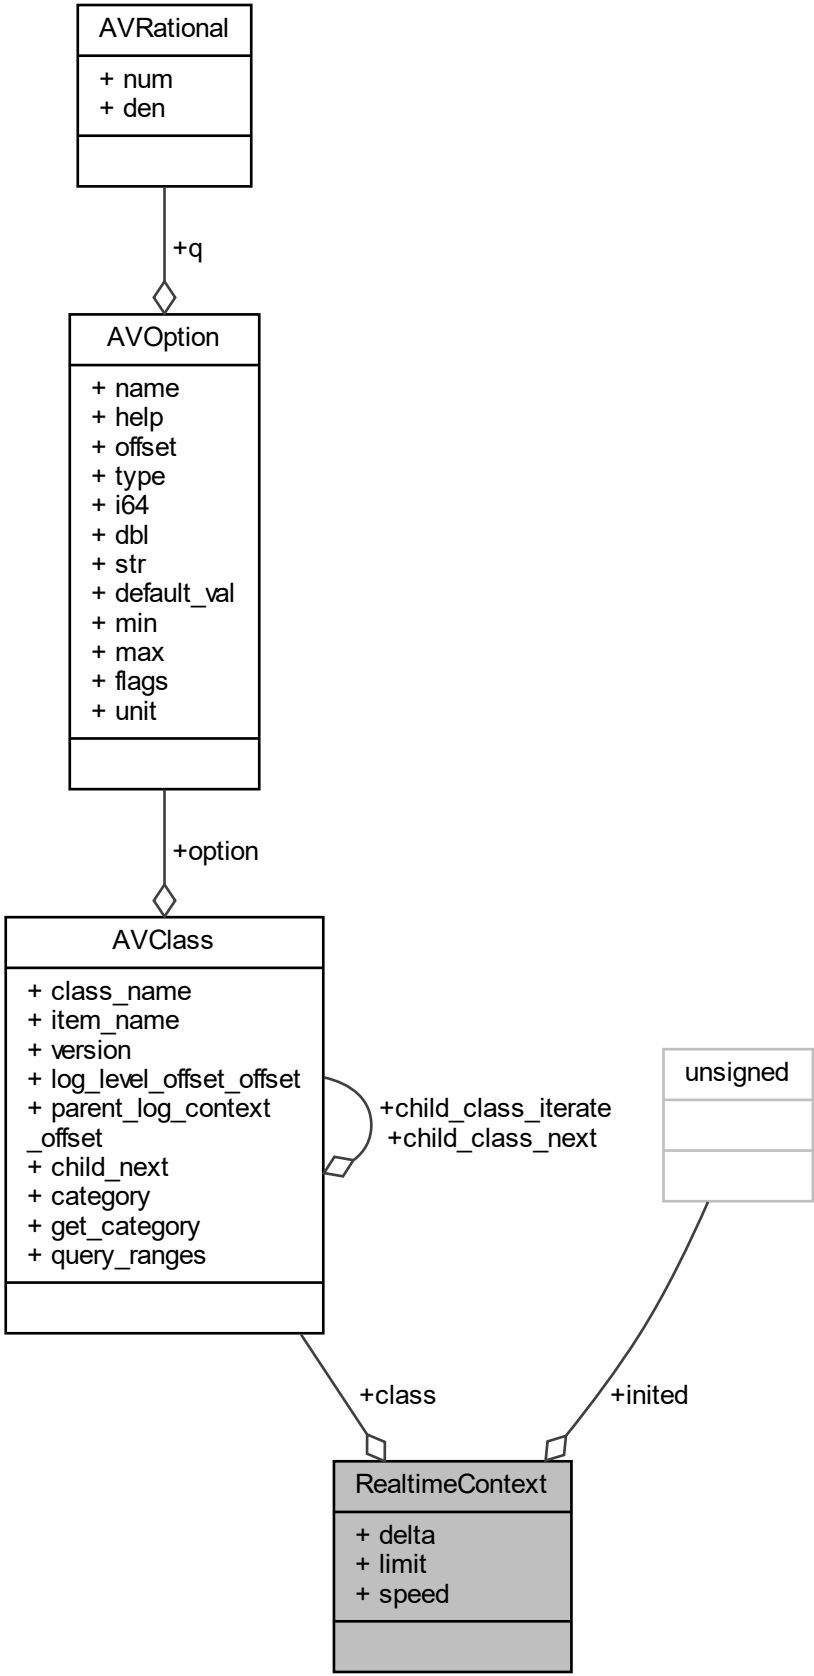 AVRational
+ num
+ den
+q
AVOption
+ name
+ help
+ offset
+ type
+ i64
+ dbl
+ str
+ default_val
+ min
+ max
+ flags
+ unit
+option
AVClass
+ class_name
+ item_name
+ version
+ log_level_offset_offset
+ parent_log_context
_offset
+ child_next
+ category
+ get_category
+ query_ranges
+child_class_iterate
+child_class_next
unsigned
+class
+inited
RealtimeContext
+ delta
+ limit
+ speed